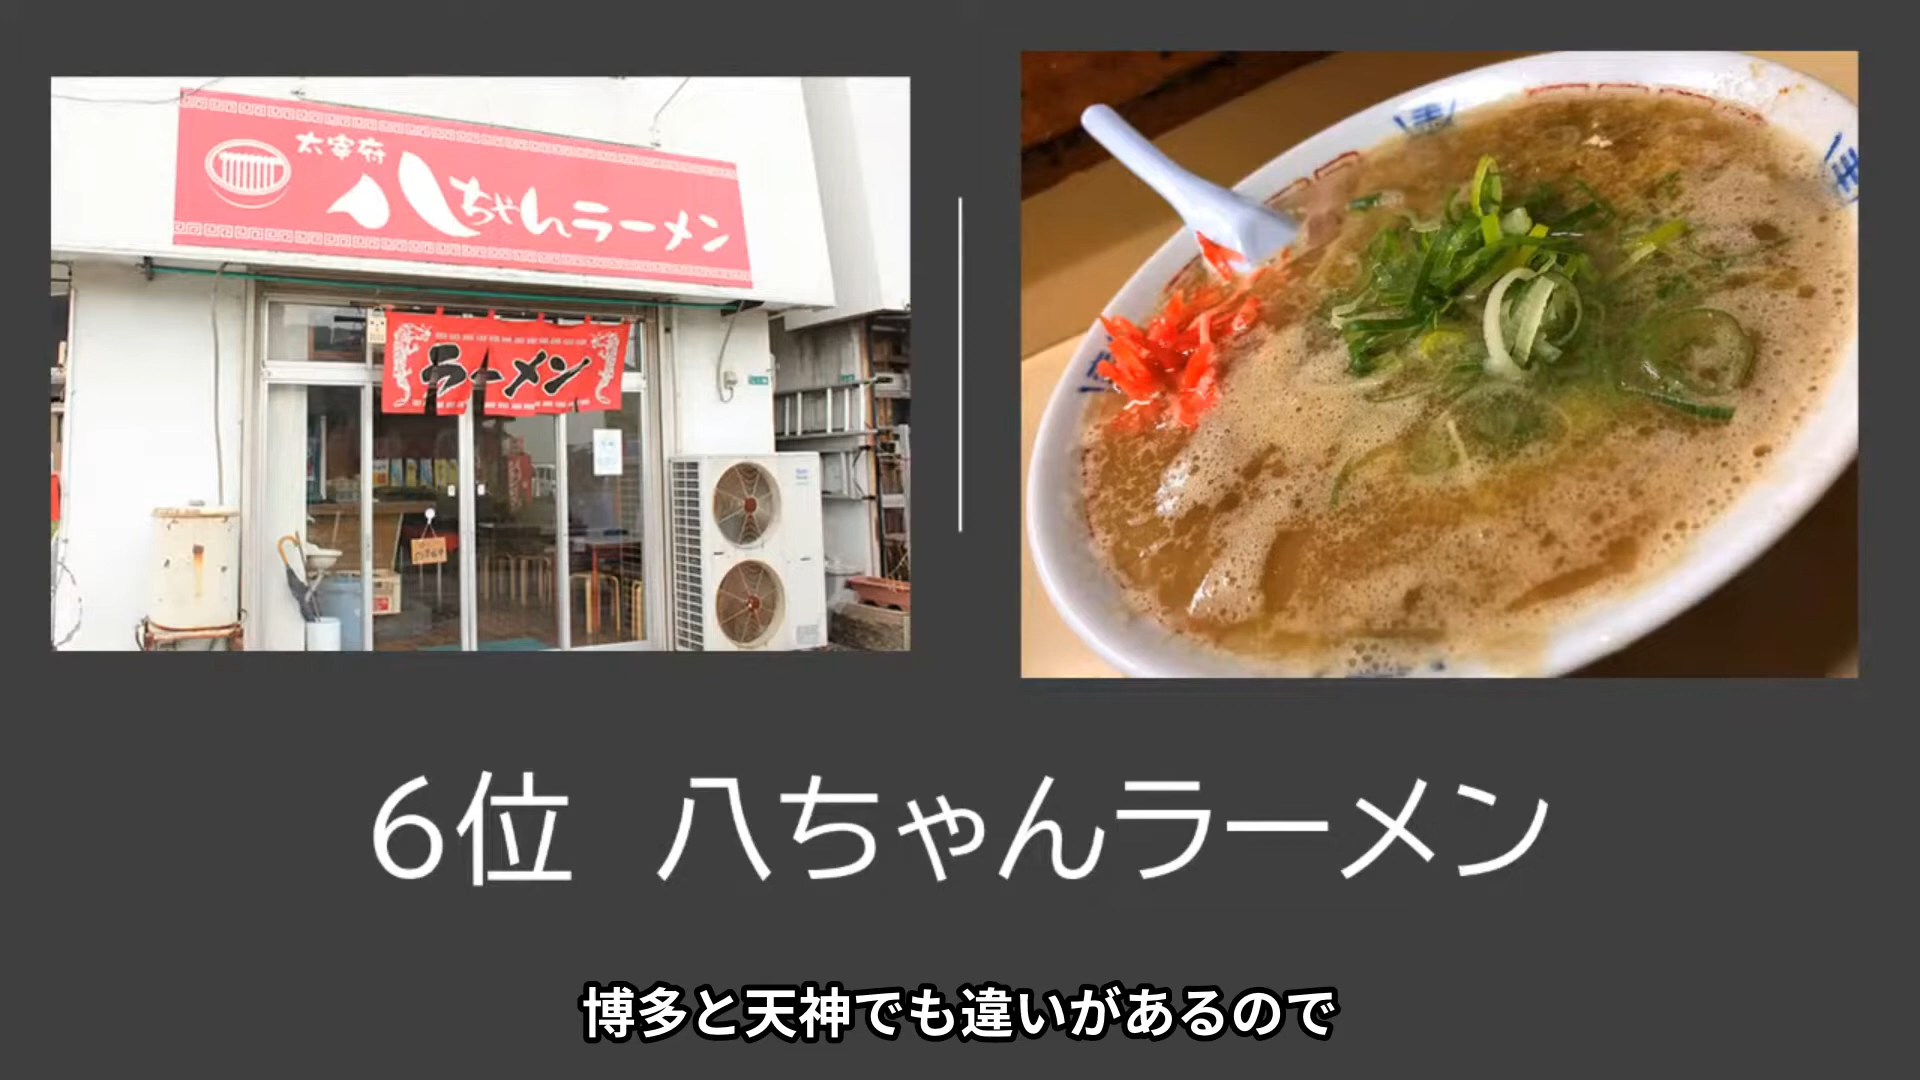 太宰府
八ちゃんラーメン
ラーメン
6位 八ちゃんラーメン
博多と天神でも違いがあるので